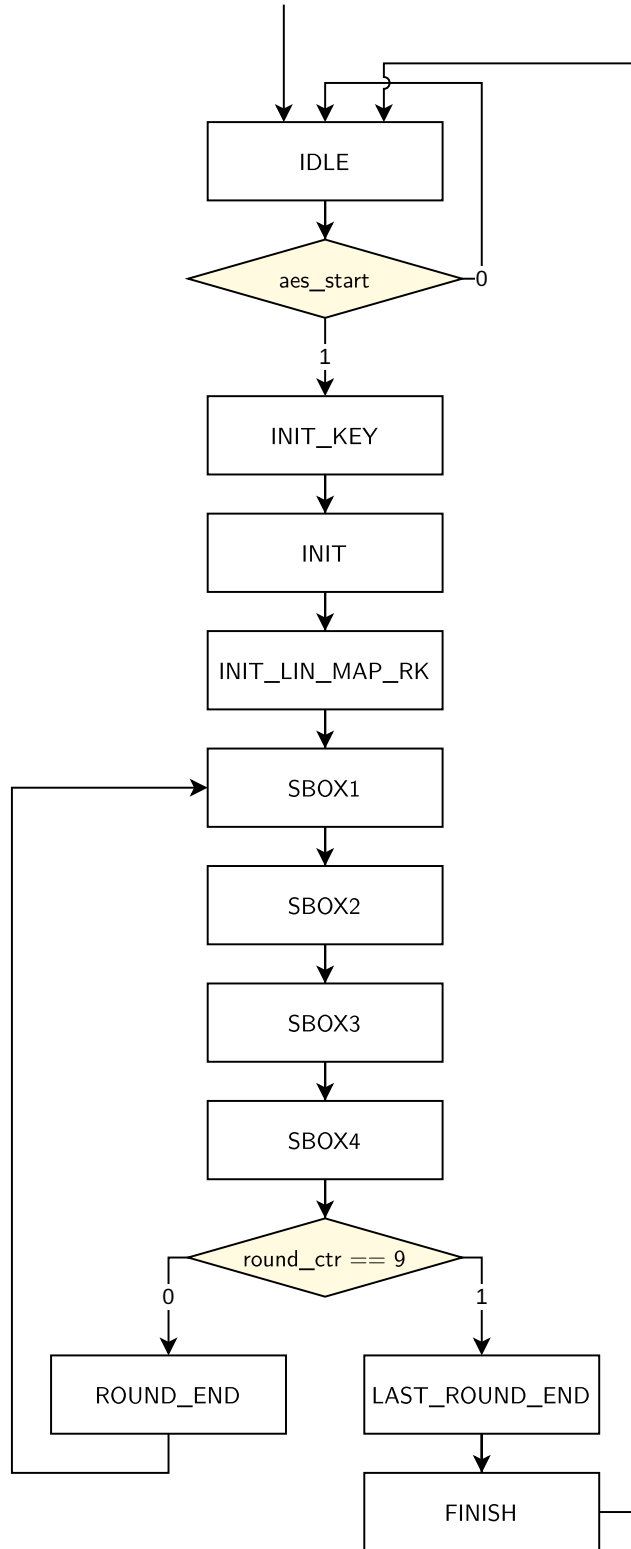 IDLE
aes_start
0
1
INIT_KEY
INIT
INIT_LIN_MAP_RK
SBOX1
SBOX2
SBOX3
SBOX4
round_ctr == 9
0
1
ROUND_END
LAST_ROUND_END
FINISH